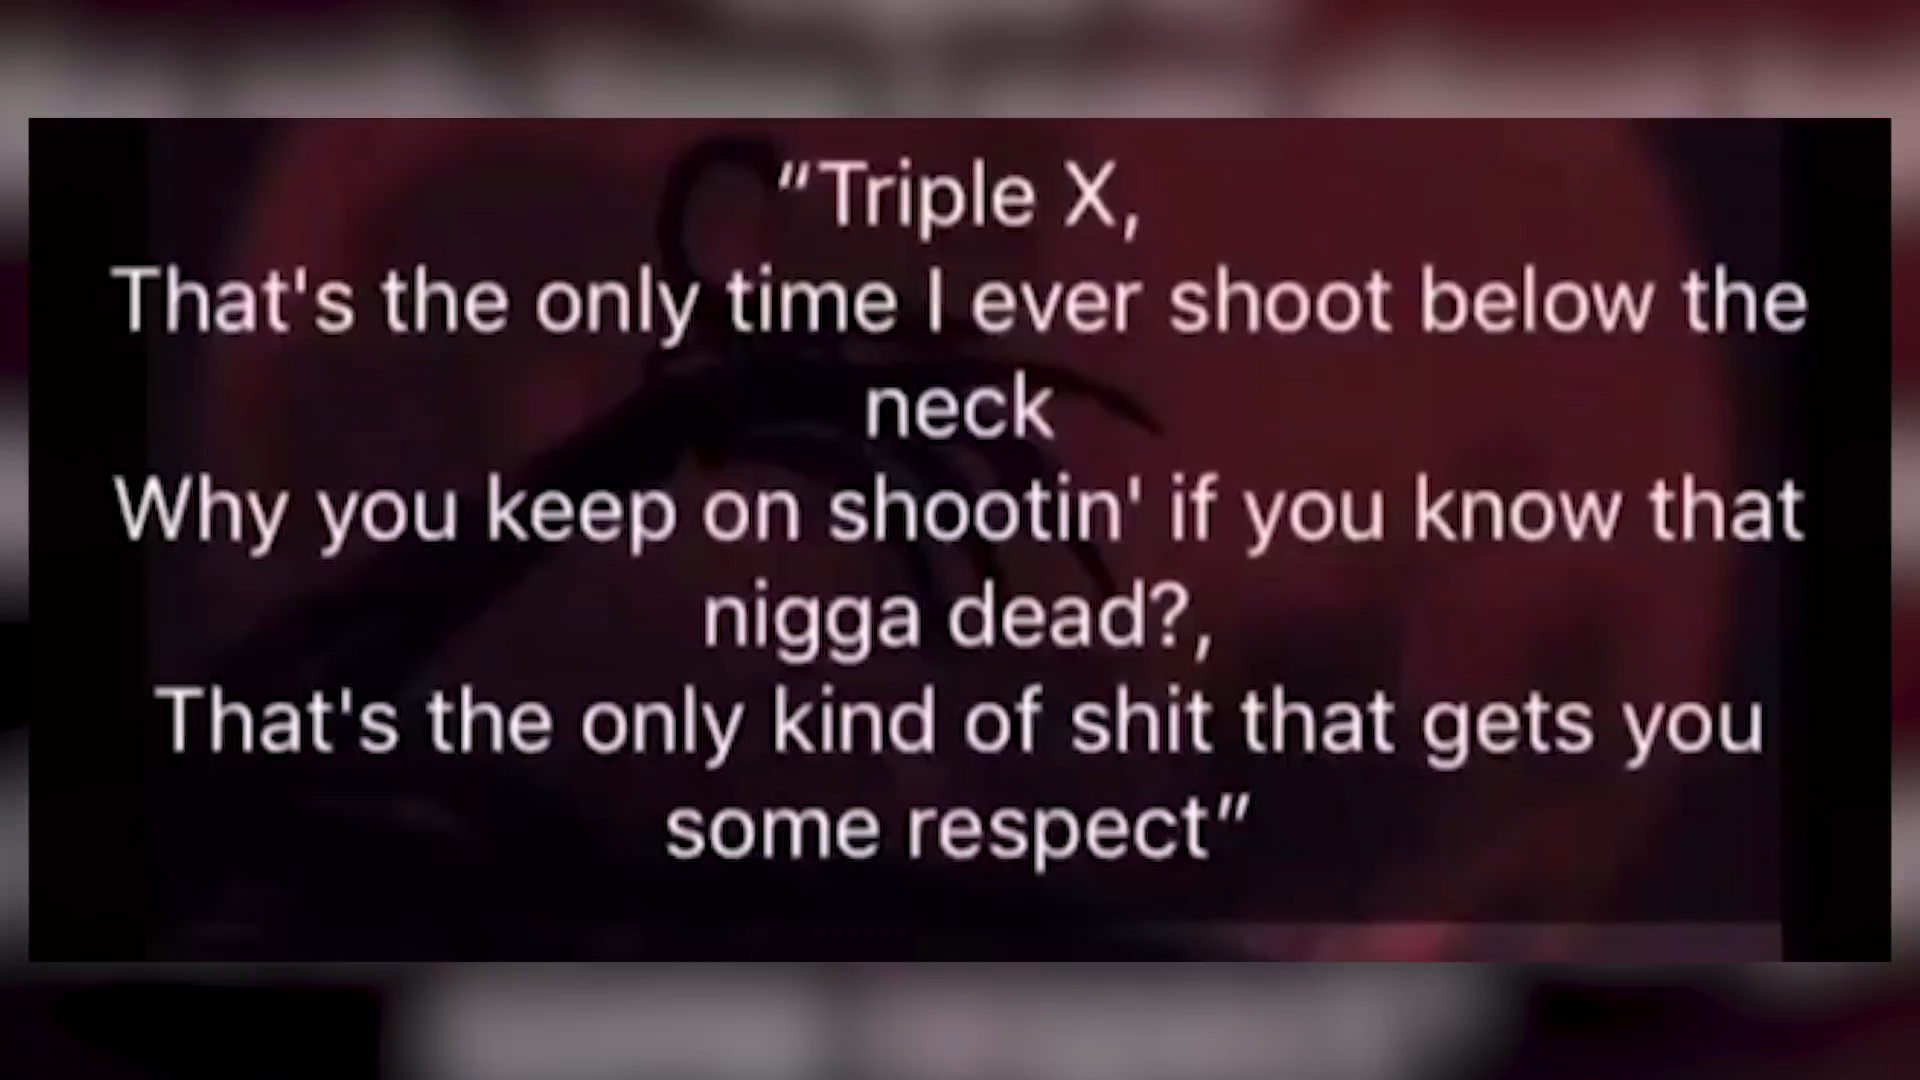 “Triple X,
That's the only time I ever shoot below the
neck
Why you keep on shootin' if you know that
nigga dead?,
That's the only kind of shit that gets you
some respect”